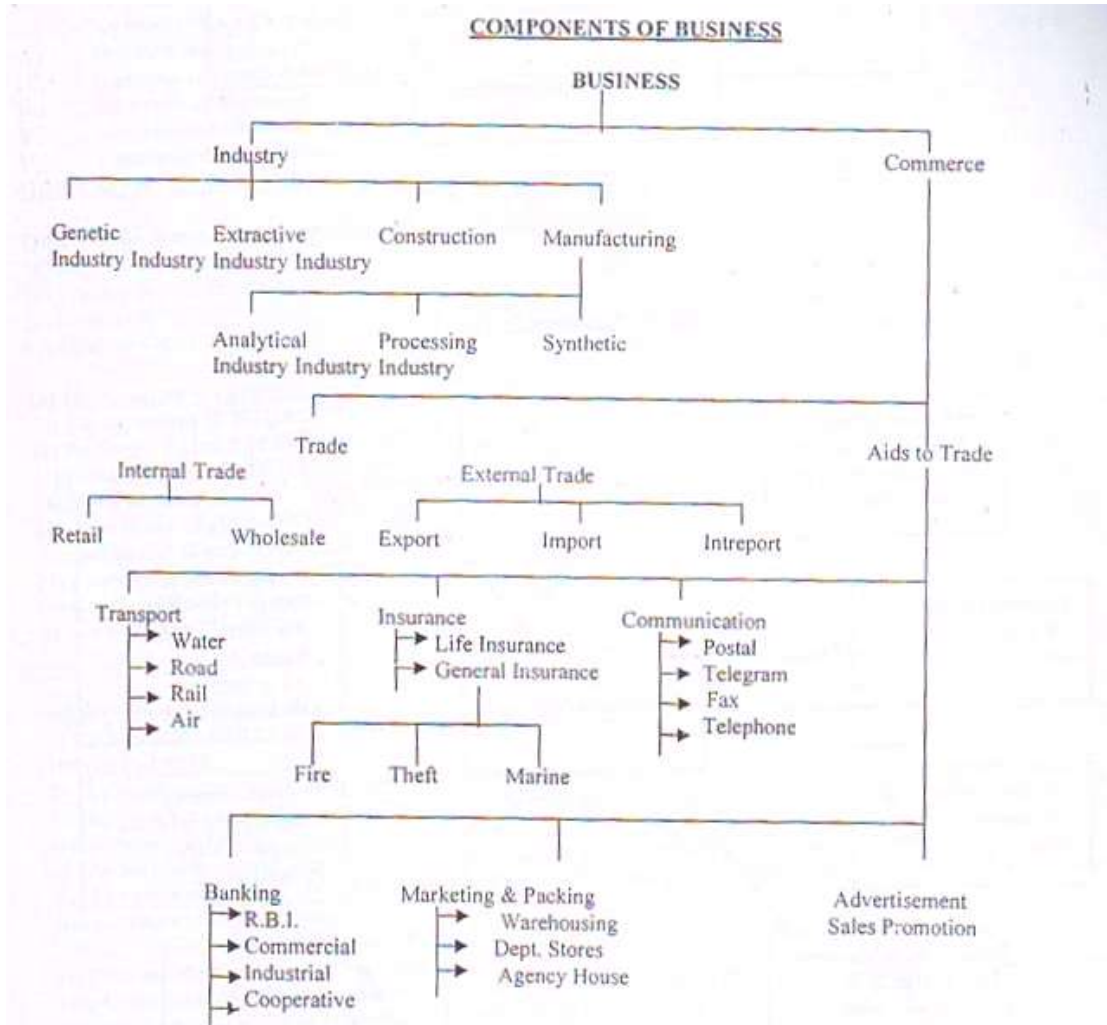 COMPONENTS OF BUSINESS
BUSINESS
Industry
Commerce
Genetic Extractive Construction Manufacturing
Industry Industry Industry Industry
Analytical Processing Synthetic
Industry Industry Industry
Trade
Aids to Trade
Internal Trade External Trade
Retail Wholesale Export Import Intreport
Transport Insurance Communication
Water Life Insurance Postal
Road General Insurance Telegram
Rail Fax
Air Telephone
Fire Theft Marine
Banking Marketing & Packing Advertisement
R.B.I. Warehousing Sales Promotion
Commercial Dept. Stores
Industrial Agency House
Cooperative